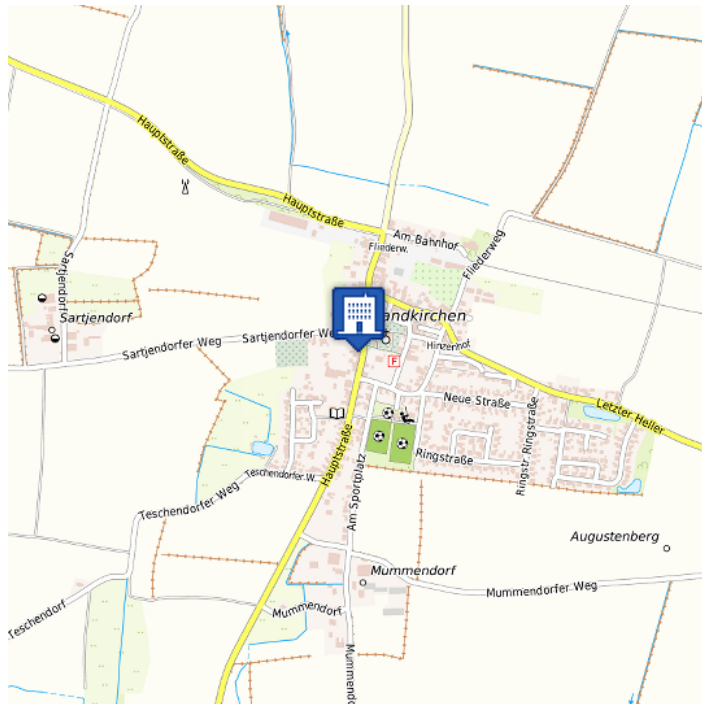 Hauptstraße
Hauptstraße
Am Bahnhof
Fliederw.
Fliederweg
Sartjendorf
Sartjendorf
andkirchen
Sartjendorfer We
Sartjendorfer Weg
Hinzenhof
F
Neue Straße
Letzter Heller
Ringstr.
Ringstraße
Hauptstraße
Ringstraße
Am Sportplatz
Teschendorfer W.
Teschendorfer Weg
Augustenberg
Mummendorf
Mummendorfer Weg
Mummendorf
Teschendorf
Mummendo